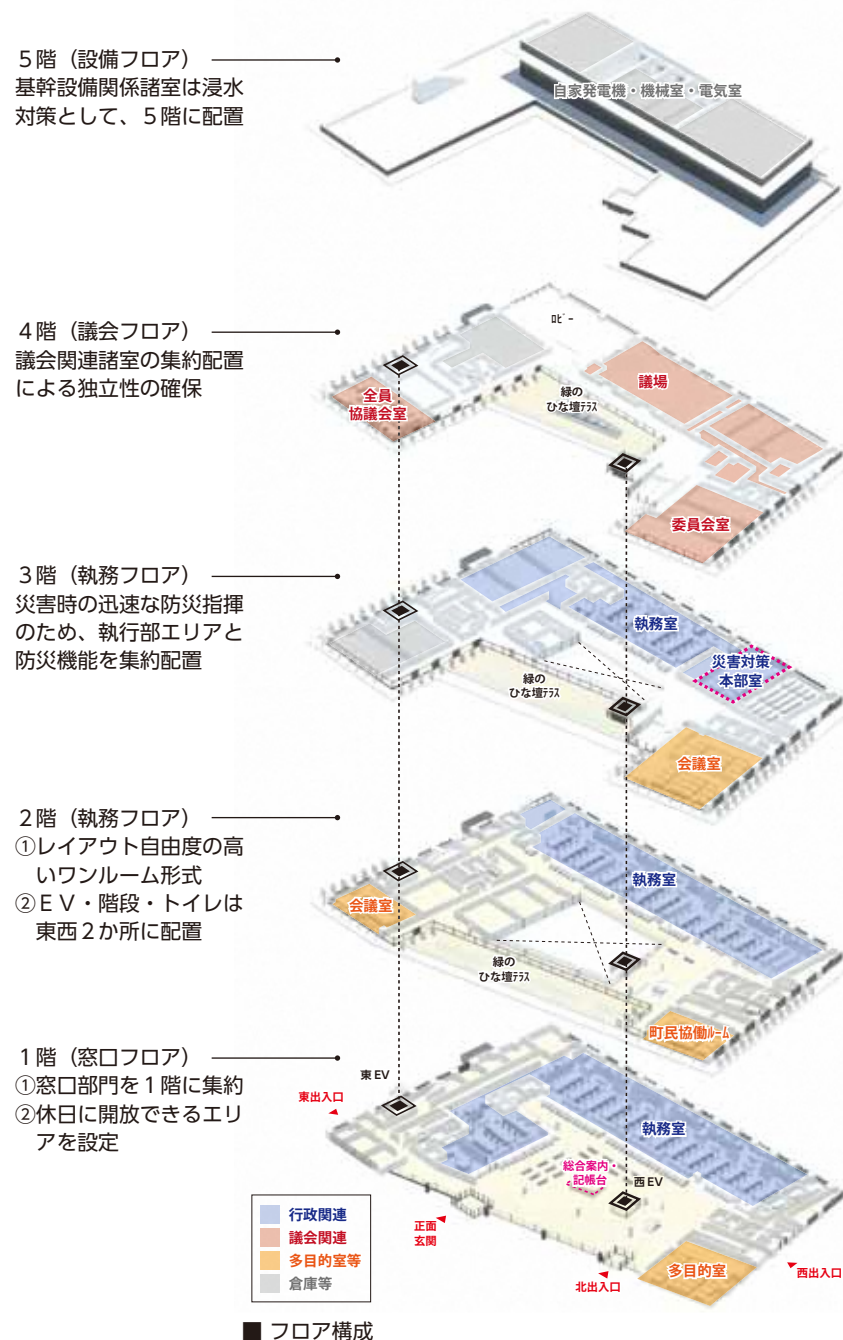 ５階（設備フロア）
基幹設備関係諸室は浸水
対策として、５階に配置
自家発電機・機械室・電気室
４階（議会フロア）
議会関連諸室の集約配置
による独立性の確保
ﾛﾋﾞｰ
議場
全員
協議会室
緑の
ひな壇ﾃﾗｽ
委員会室
３階（執務フロア）
災害時の迅速な防災指揮
のため、執行部エリアと
防災機能を集約配置
執務室
災害対策
本部室
緑の
ひな壇ﾃﾗｽ
会議室
２階（執務フロア）
①レイアウト自由度の高
いワンルーム形式
②ＥＶ・階段・トイレは
東西２か所に配置
執務室
会議室
緑の
ひな壇ﾃﾗｽ
町民協働ﾙｰﾑ
１階（窓口フロア）
①窓口部門を１階に集約
②休日に開放できるエリ
アを設定
東EV
東出入口
執務室
総合案内・
記帳台
西EV
正面
玄関
北出入口
多目的室
西出入口
行政関連
議会関連
多目的室等
倉庫等
■ フロア構成